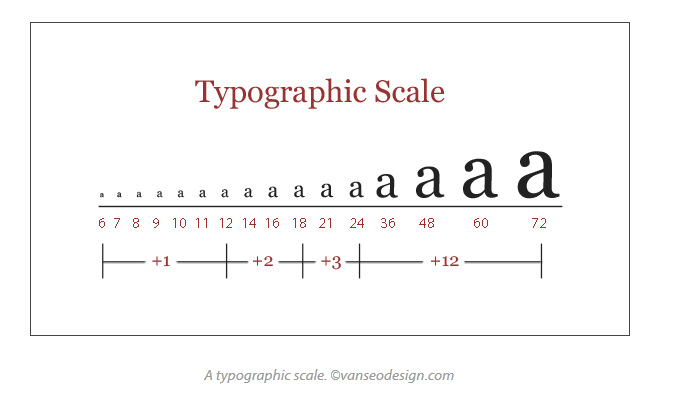 Typographic Scale
a a a a a a a a a a a a a a a a
6 7 8 9 10 11 12 14 16 18 21 24 36 48 60 72
+1 +2 +3 +12
A typographic scale. ©vanseodesign.com